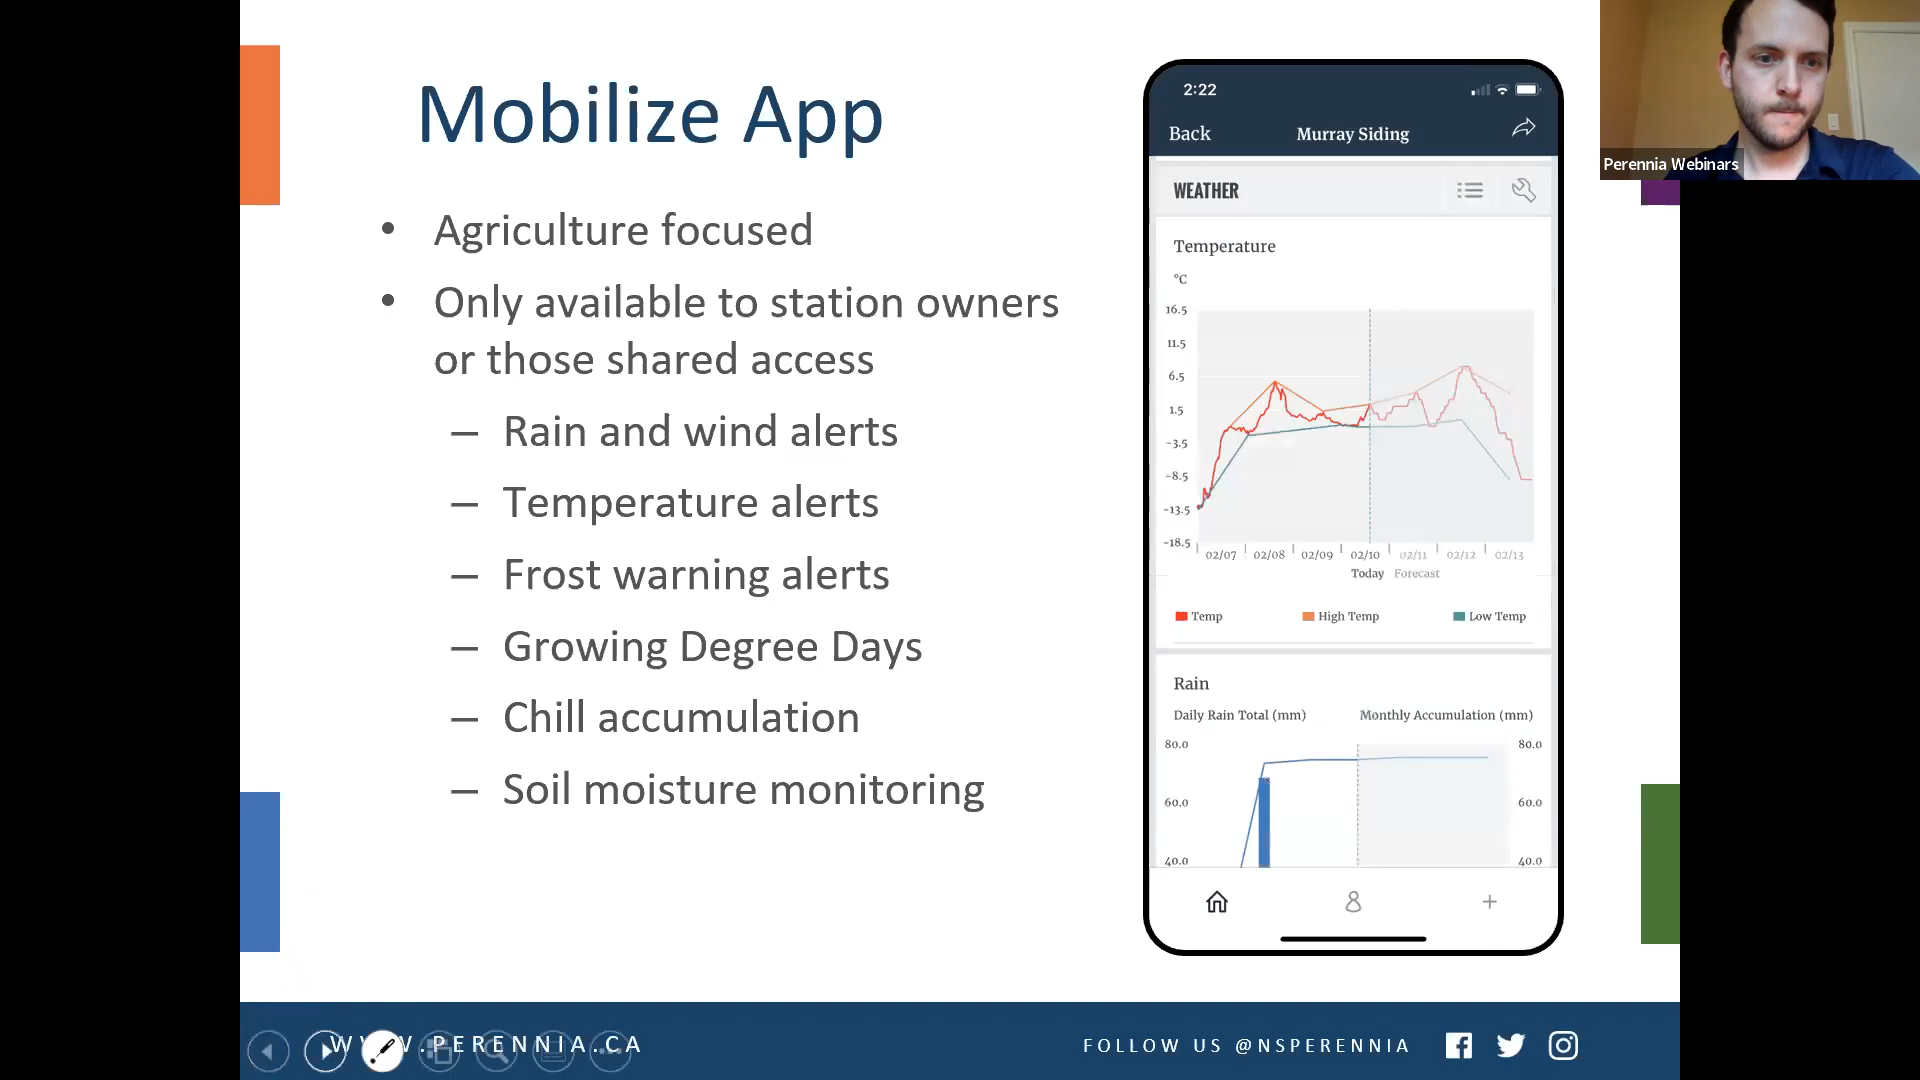 Mobilize App
• Agriculture focused
• Only available to station owners
or those shared access
– Rain and wind alerts
– Temperature alerts
– Frost warning alerts
– Growing Degree Days
– Chill accumulation
– Soil moisture monitoring
2:22
Back Murray Siding
WEATHER
Temperature
°C
16.5
11.5
6.5
1.5
-3.5
-8.5
-13.5
-18.5
02/07 02/08 02/09 02/10 02/11 02/12 02/13
Today Forecast
Temp High Temp Low Temp
Rain
Daily Rain Total (mm) Monthly Accumulation (mm)
80.0 80.0
60.0 60.0
40.0 40.0
Perennia Webinars
WWW.PERENNIA.CA
FOLLOW US @NSPERENNIA